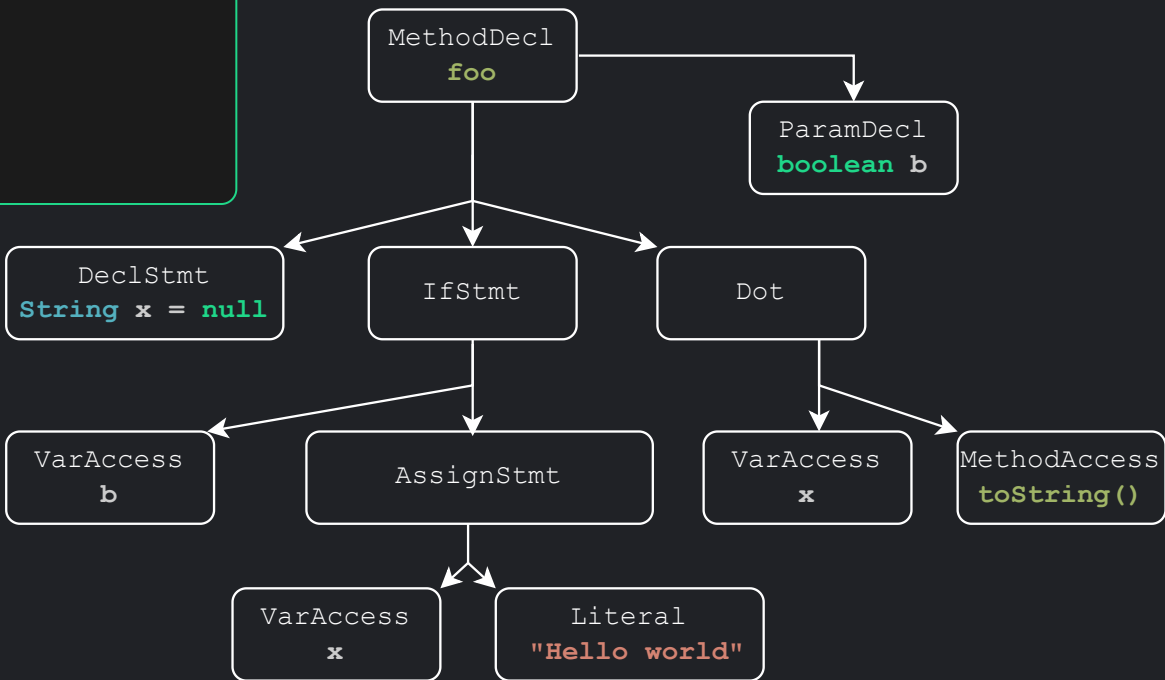 MethodDecl
foo
ParamDecl
boolean b
DeclStmt
String x = null
IfStmt
Dot
VarAccess
b
AssignStmt
VarAccess
x
MethodAccess
toString()
VarAccess
x
Literal
"Hello world"